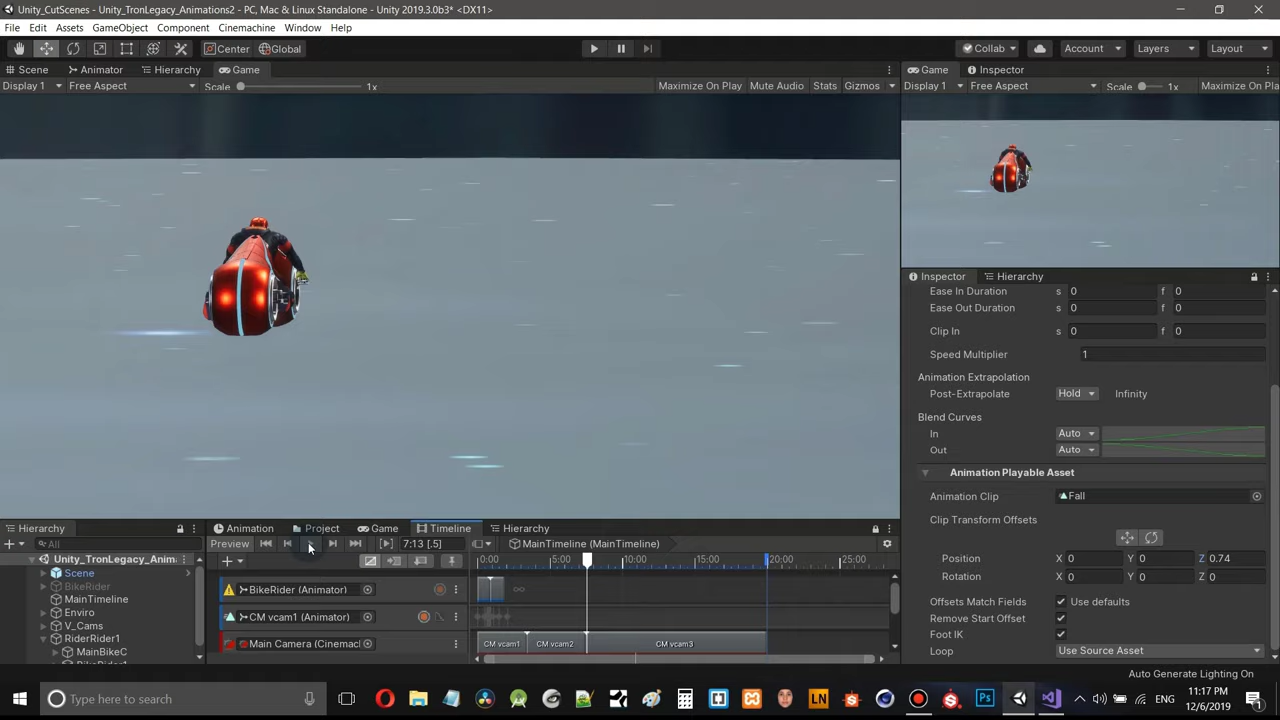 Unity_CutScenes - Unity_TronLegacy_Animations2 - PC, Mac & Linux Standalone - Unity 2019.3.0b3* <DX11>
File Edit Assets GameObject Component Cinemachine Window Help
Center Global Collab Account Layers Layout
Scene Animator Hierarchy Game Game Inspector
Display 1 Free Aspect Scale 1x Maximize On Play Mute Audio Stats Gizmos Display 1 Free Aspect Scale 1x Maximize On Play
Inspector Hierarchy
Ease In Duration s 0 f 0
Ease Out Duration s 0 f 0
Clip In s 0 f 0
Speed Multiplier 1
Animation Extrapolation
Post-Extrapolate Hold Infinity
Blend Curves
In Auto
Out Auto
Animation Playable Asset
Animation Clip Fall
Clip Transform Offsets
Position X 0 Y 0 Z 0.74
Rotation X 0 Y 0 Z 0
Offsets Match Fields Use defaults
Remove Start Offset
Foot IK
Loop Use Source Asset
Hierarchy Animation Project Game Timeline Hierarchy
All Preview 7:13 [.5] MainTimeline (MainTimeline)
Unity_TronLegacy_Anima
Scene
BikeRider
MainTimeline
Enviro
V_Cams
RiderRider1
MainBikeC
BikeRider1
0:00 5:00 10:00 15:00 20:00 25:00
BikeRider (Animator)
CM vcam1 (Animator)
Main Camera (Cinemac
CM vcam1 CM vcam2 CM vcam3
Auto Generate Lighting On
Type here to search
LN
Ps
ENG
11:17 PM
12/6/2019